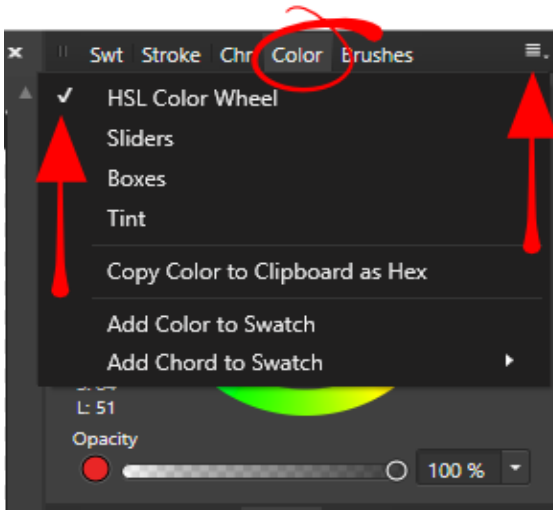 Swt Stroke Chr Color Brushes
HSL Color Wheel
Sliders
Boxes
Tint
Copy Color to Clipboard as Hex
Add Color to Swatch
Add Chord to Swatch
L: 51
Opacity
100 %